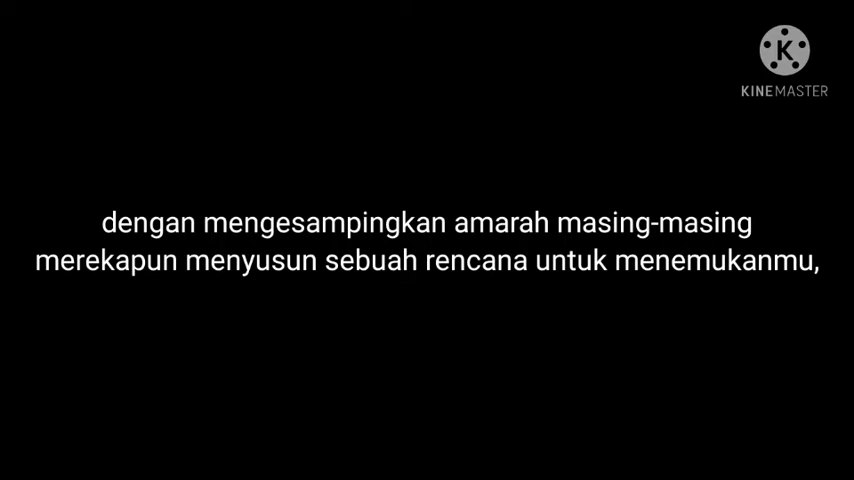 K
KINEMASTER
dengan mengesampingkan amarah masing-masing
merekapun menyusun sebuah rencana untuk menemukanmu,